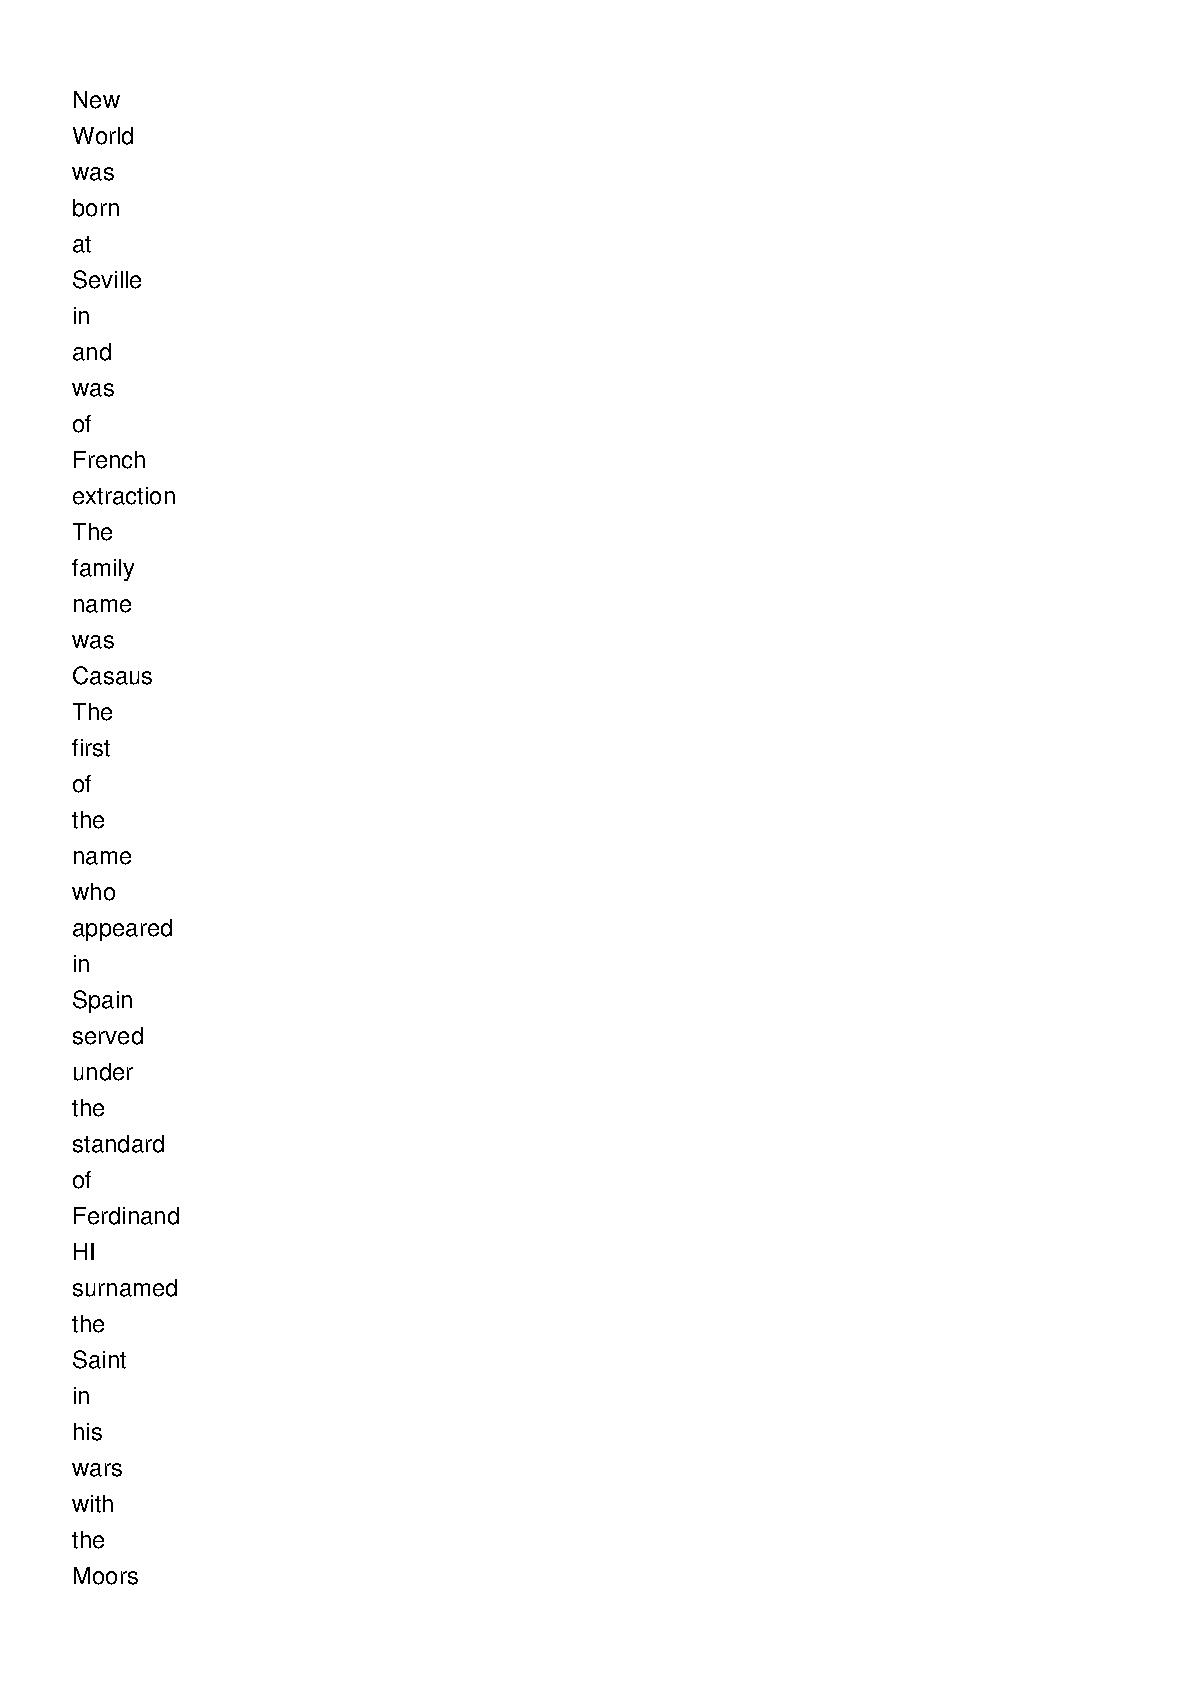 New
World
was
born
at
Seville
in
and
was
of
French
extraction
The
family
name
was
Casaus
The
first
of
the
name
who
appeared
in
Spain
served
under
the
standard
of
Ferdinand
HI
surnamed
the
Saint
in
his
wars
with
the
Moors